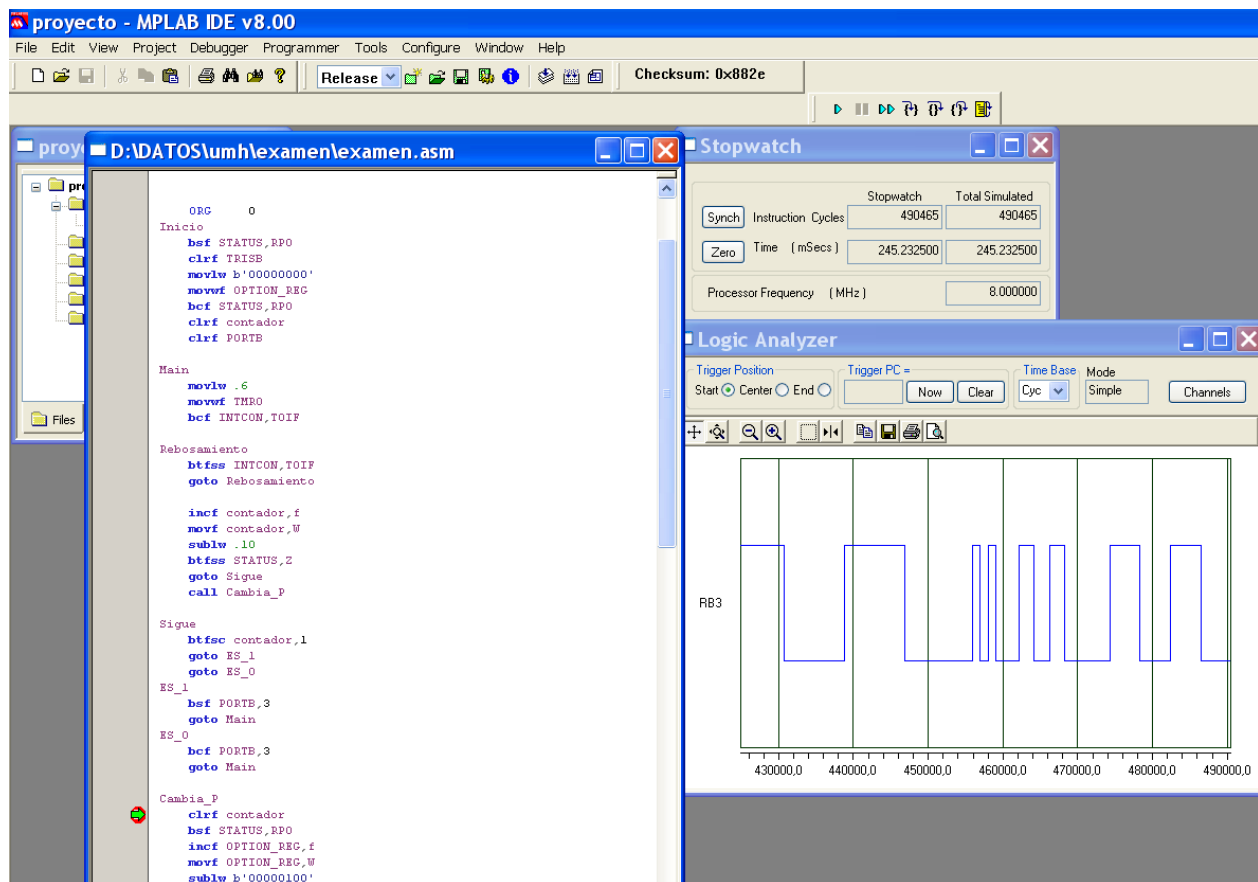 proyecto - MPLAB IDE v8.00
File Edit View Project Debugger Programmer Tools Configure Window Help
Release
Checksum: 0x882e
proye
pro
Files
D:\DATOS\umh\examen\examen.asm
ORG 0
Inicio
bsf STATUS,RP0
clrf TRISB
movlw b'00000000'
movwf OPTION_REG
bcf STATUS,RP0
clrf contador
clrf PORTB
Main
movlw .6
movwf TMR0
bcf INTCON,T0IF
Rebosamiento
btfss INTCON,T0IF
goto Rebosamiento
incf contador,f
movf contador,W
sublw .10
btfss STATUS,Z
goto Sigue
call Cambia_P
Sigue
btfsc contador,1
goto ES_1
goto ES_0
ES_1
bsf PORTB,3
goto Main
ES_0
bcf PORTB,3
goto Main
Cambia_P
clrf contador
bsf STATUS,RP0
incf OPTION_REG,f
movf OPTION_REG,W
sublw b'00000100'
Stopwatch
Stopwatch Total Simulated
Synch Instruction Cycles 490465 490465
Zero Time (mSecs) 245.232500 245.232500
Processor Frequency (MHz) 8.000000
Logic Analyzer
Trigger Position Trigger PC = Time Base Mode
Start Center End Now Clear Cyc Simple Channels
RB3
430000,0 440000,0 450000,0 460000,0 470000,0 480000,0 490000,0